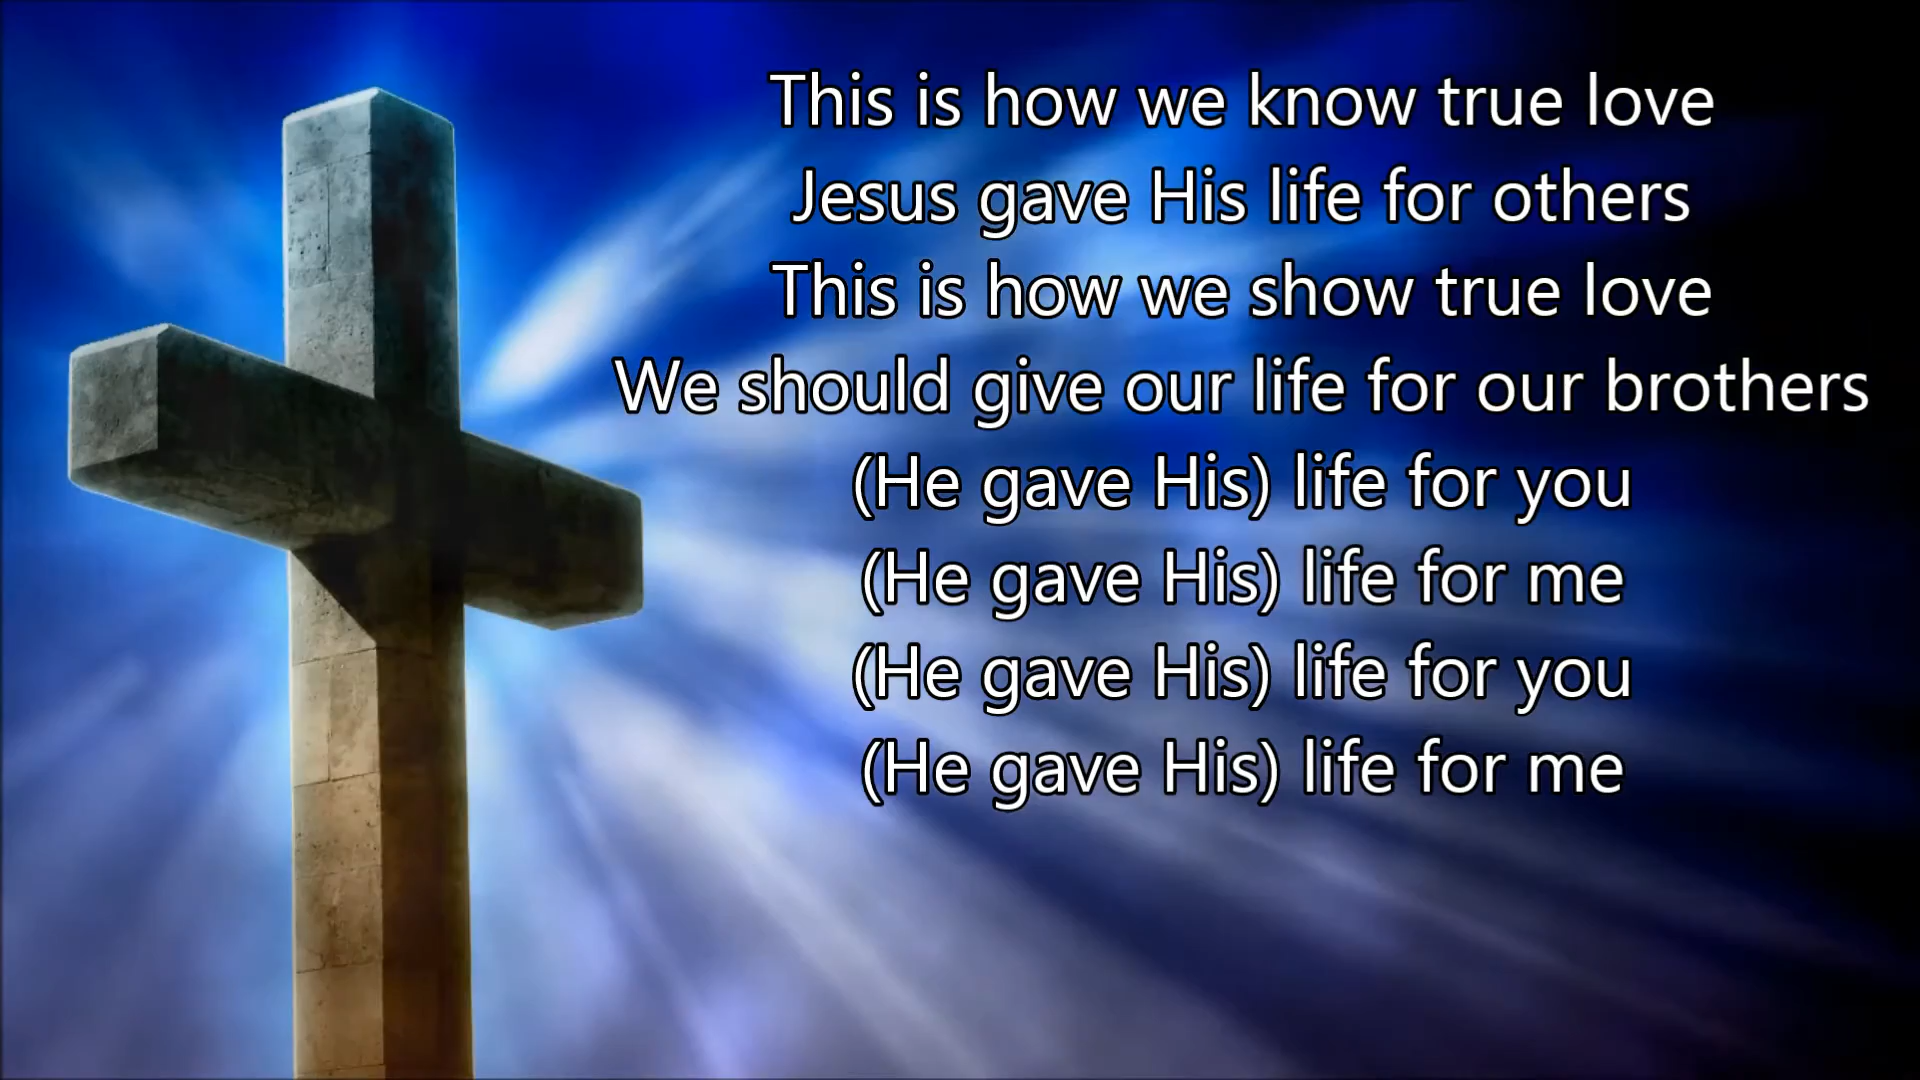 This is how we know true love
Jesus gave His life for others
This is how we show true love
We should give our life for our brothers
(He gave His) life for you
(He gave His) life for me
(He gave His) life for you
(He gave His) life for me